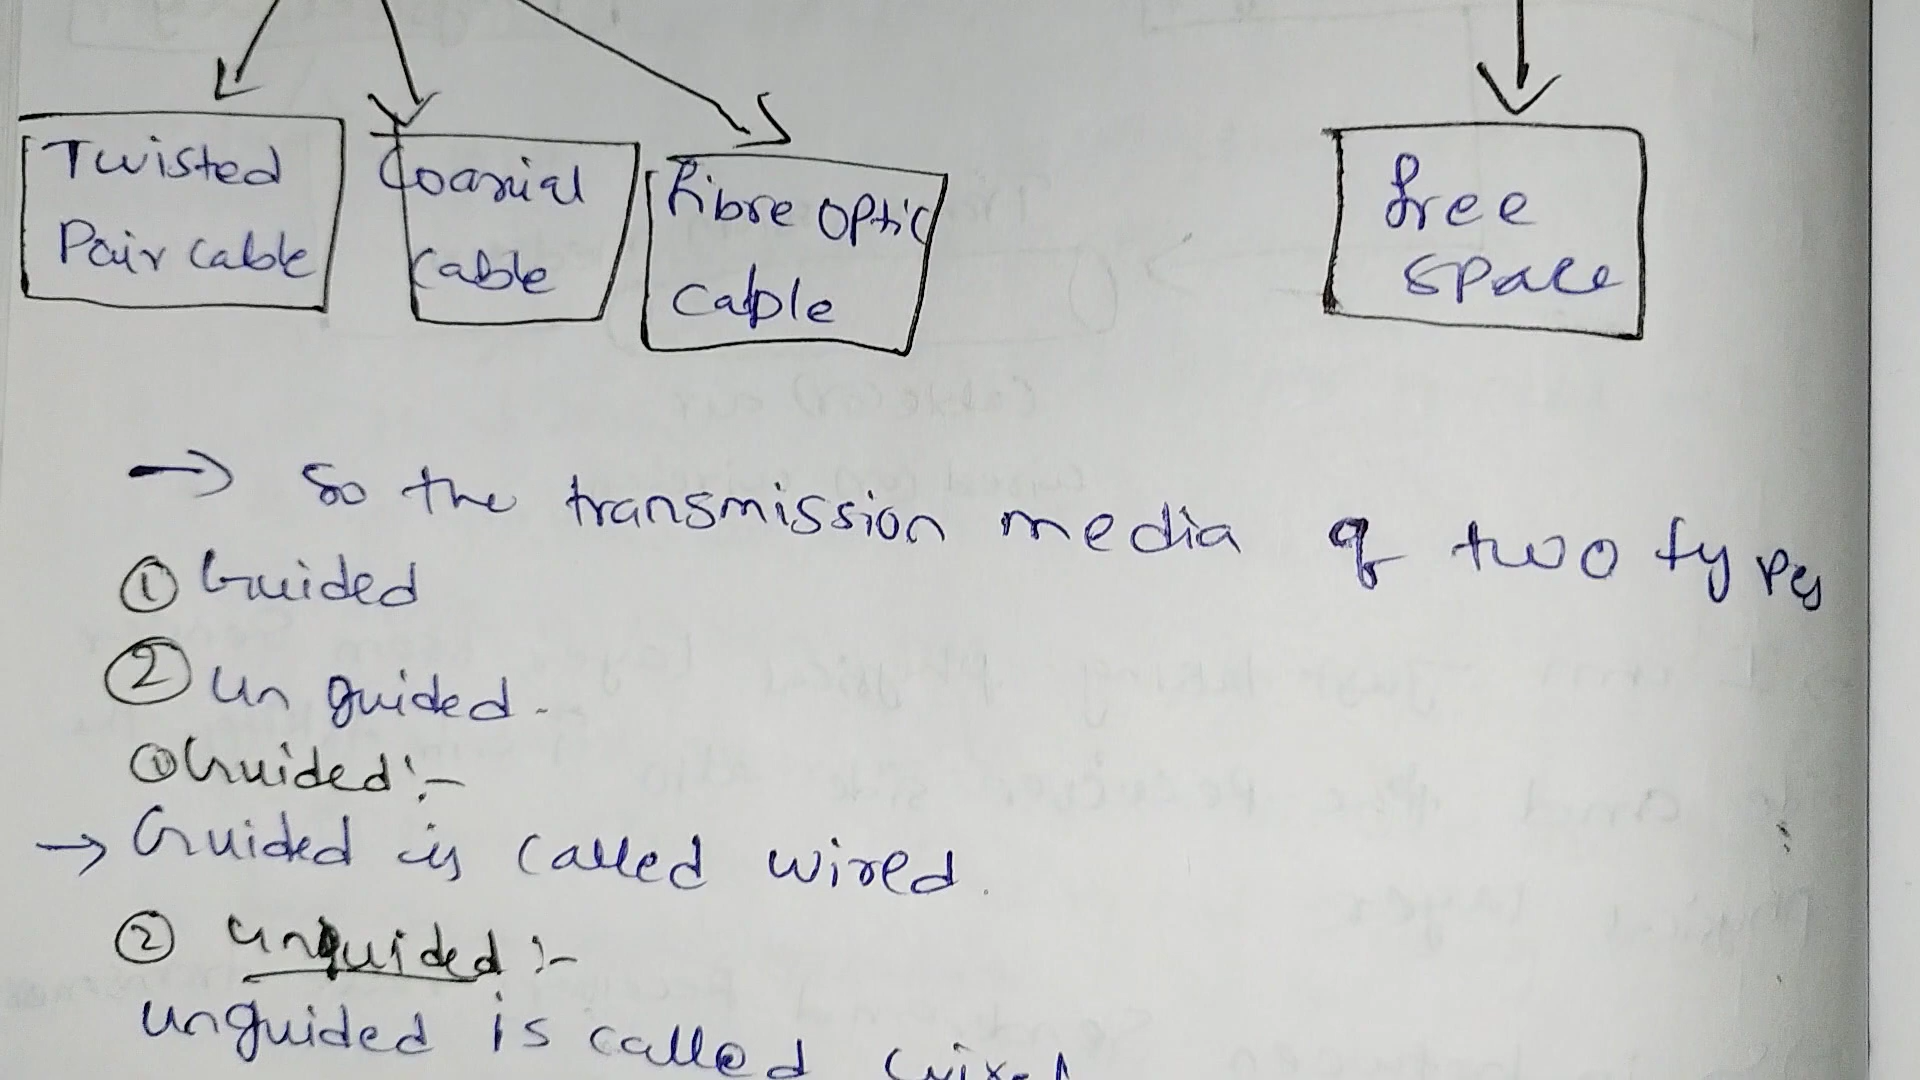 Twisted
Pair cable
Coaxial
cable
Fibre optic
cable
free
space
→ So the transmission media of two types
① Guided
② un guided.
① Guided :-
→ Guided is called wired.
② unguided :-
unguided is called